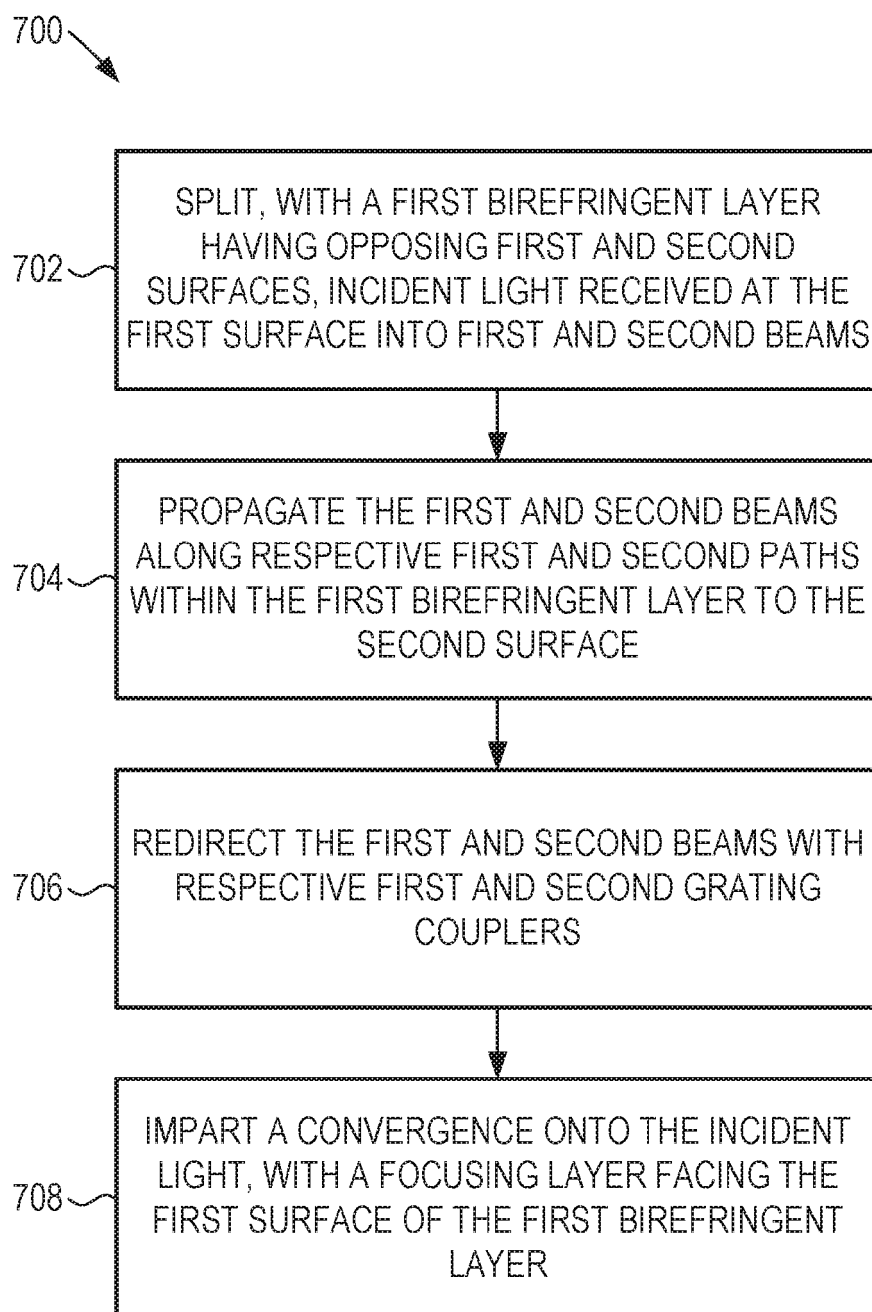 700
702
SPLIT, WITH A FIRST BIREFRINGENT LAYER
HAVING OPPOSING FIRST AND SECOND
SURFACES, INCIDENT LIGHT RECEIVED AT THE
FIRST SURFACE INTO FIRST AND SECOND BEAMS
704
PROPAGATE THE FIRST AND SECOND BEAMS
ALONG RESPECTIVE FIRST AND SECOND PATHS
WITHIN THE FIRST BIREFRINGENT LAYER TO THE
SECOND SURFACE
706
REDIRECT THE FIRST AND SECOND BEAMS WITH
RESPECTIVE FIRST AND SECOND GRATING
COUPLERS
708
IMPART A CONVERGENCE ONTO THE INCIDENT
LIGHT, WITH A FOCUSING LAYER FACING THE
FIRST SURFACE OF THE FIRST BIREFRINGENT
LAYER